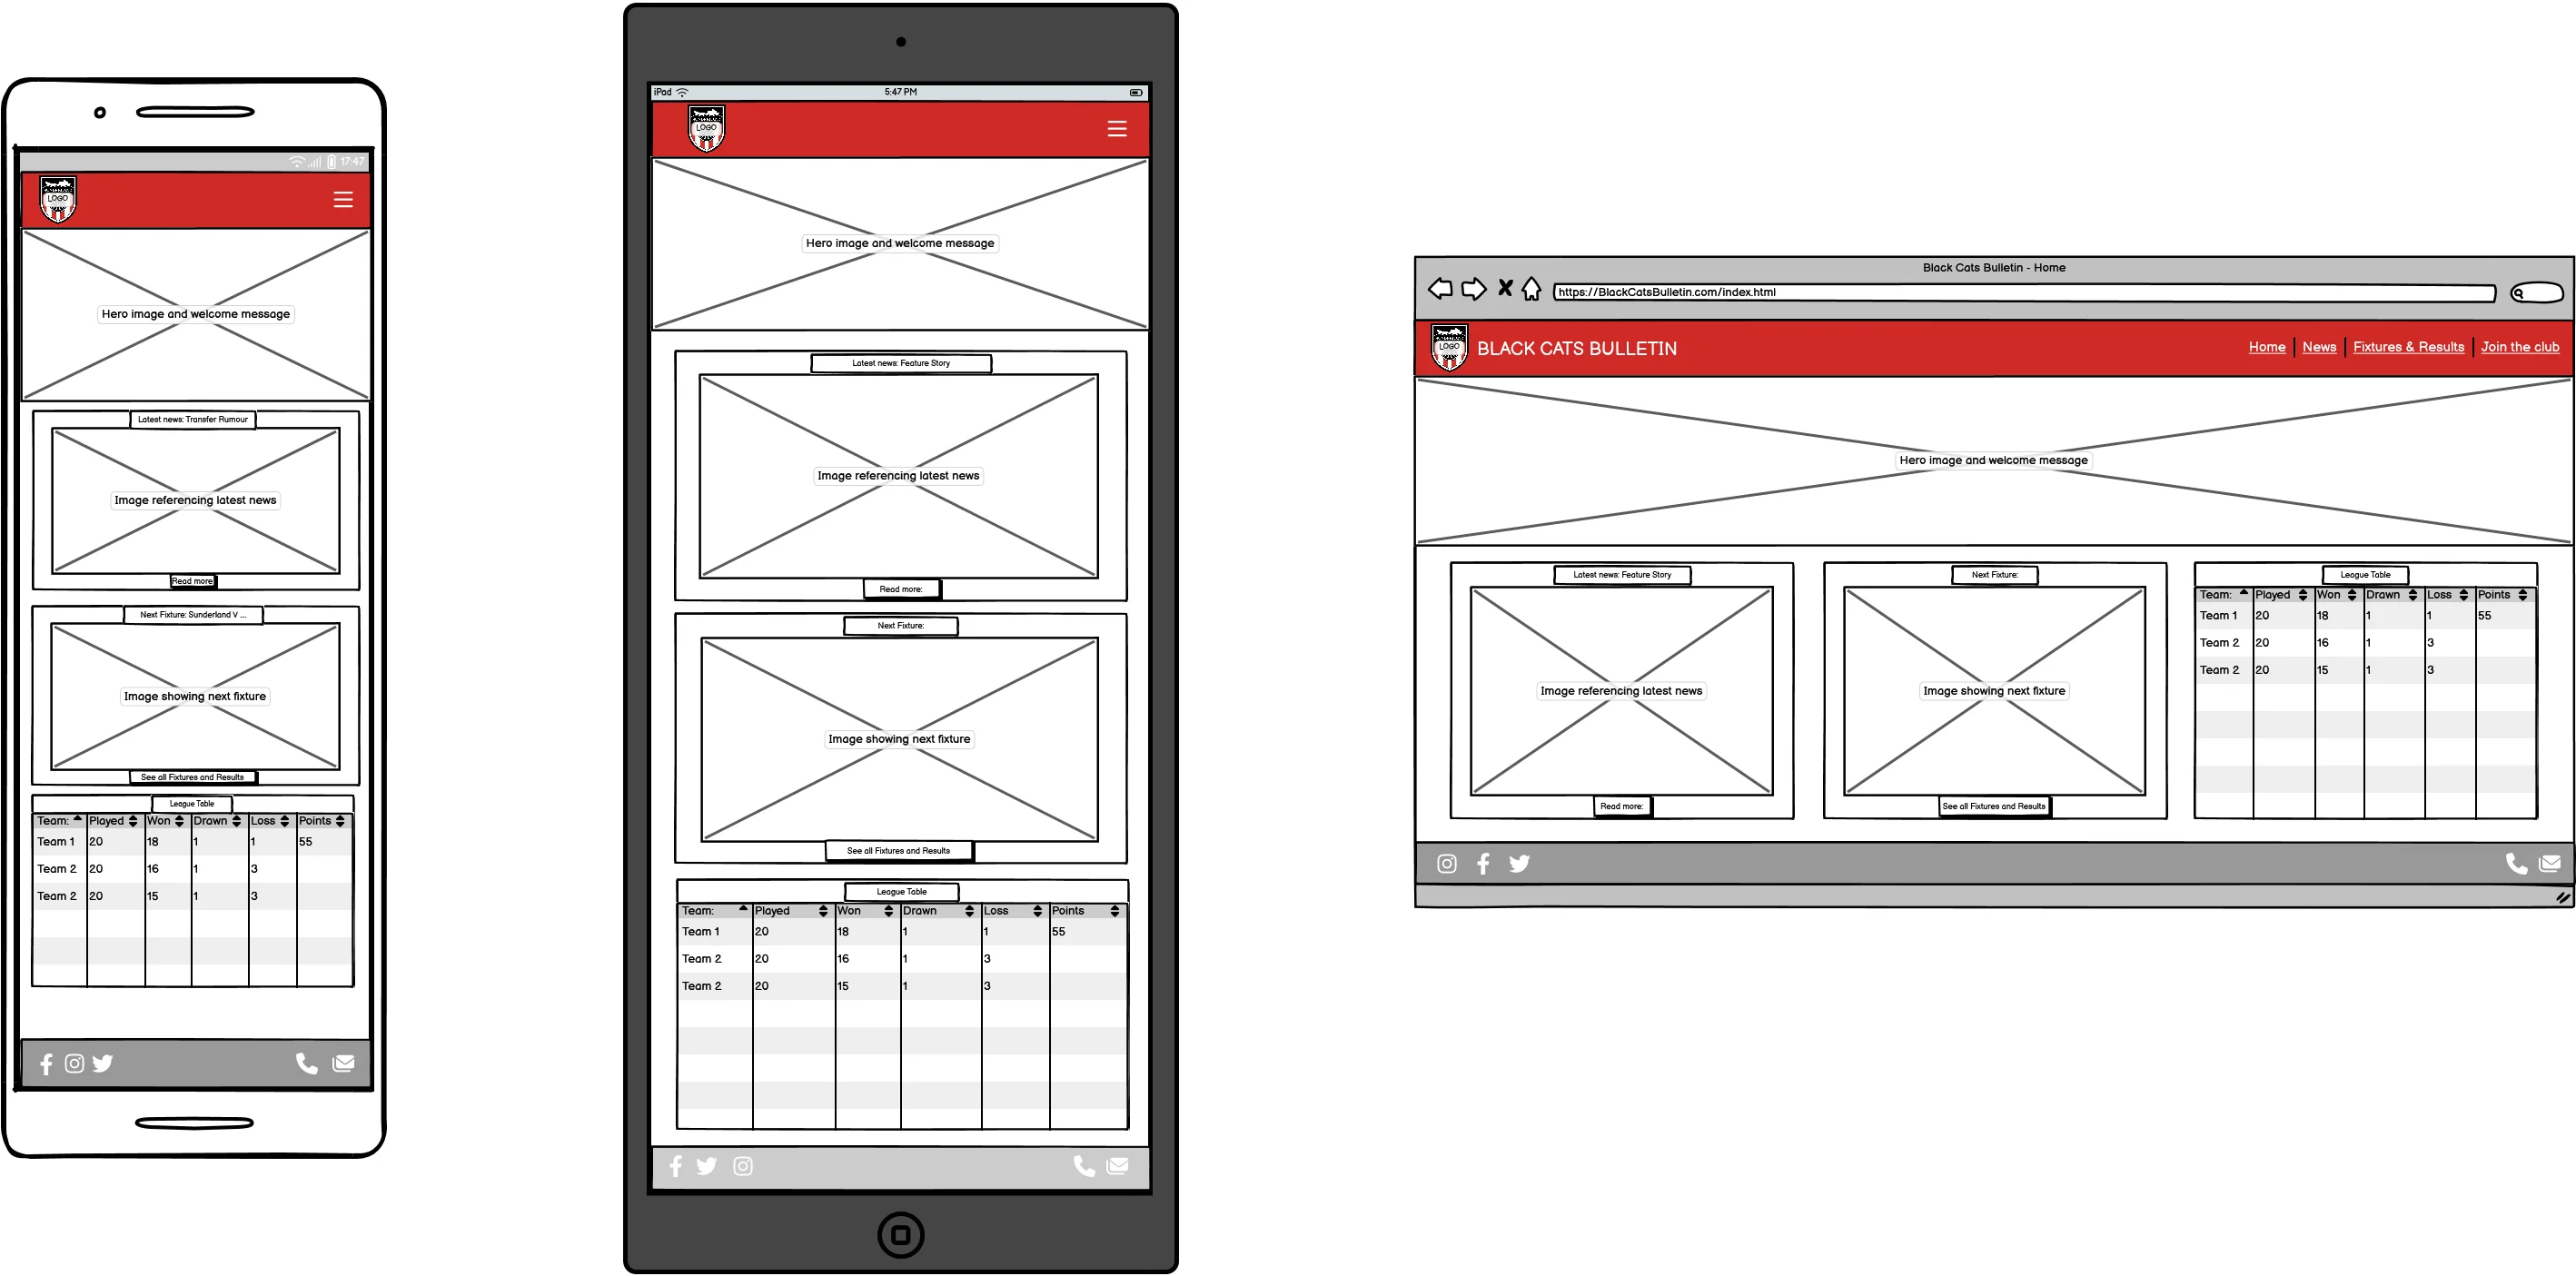 17:47
LOGO
Hero image and welcome message
Latest news: Transfer Rumour
Image referencing latest news
Read more
Next Fixture: Sunderland V ...
Image showing next fixture
See all Fixtures and Results
League Table
Team: Played Won Drawn Loss Points
Team 1 20 18 1 1 55
Team 2 20 16 1 3
Team 2 20 15 1 3
iPad 5:47 PM
LOGO
Hero image and welcome message
Latest news: Feature Story
Image referencing latest news
Read more:
Next Fixture:
Image showing next fixture
See all Fixtures and Results
League Table
Team: Played Won Drawn Loss Points
Team 1 20 18 1 1 55
Team 2 20 16 1 3
Team 2 20 15 1 3
Black Cats Bulletin - Home
https://BlackCatsBulletin.com/index.html
LOGO
BLACK CATS BULLETIN
Home News Fixtures & Results Join the club
Hero image and welcome message
Latest news: Feature Story
Image referencing latest news
Read more:
Next Fixture:
Image showing next fixture
See all Fixtures and Results
League Table
Team: Played Won Drawn Loss Points
Team 1 20 18 1 1 55
Team 2 20 16 1 3
Team 2 20 15 1 3